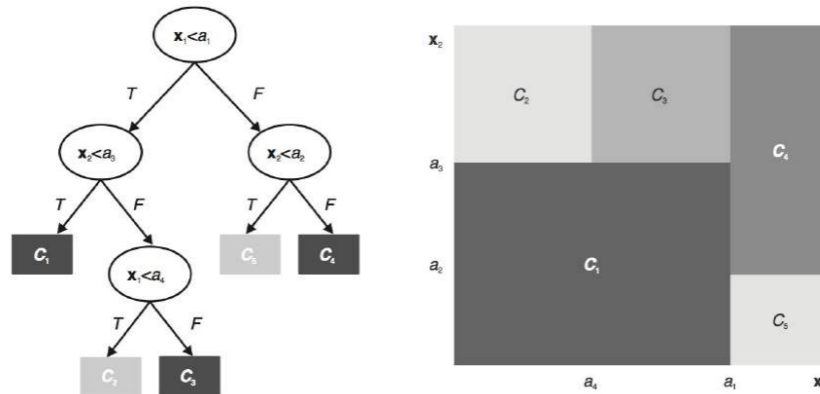 x₁<a₁
T F
x₂<a₃ x₂<a₂
T F T F
C₁ C₅ C₄
x₁<a₄
T F
C₂ C₃
x₂
C₂ C₃
C₄
a₃
a₂ C₁
C₅
a₄ a₁ x